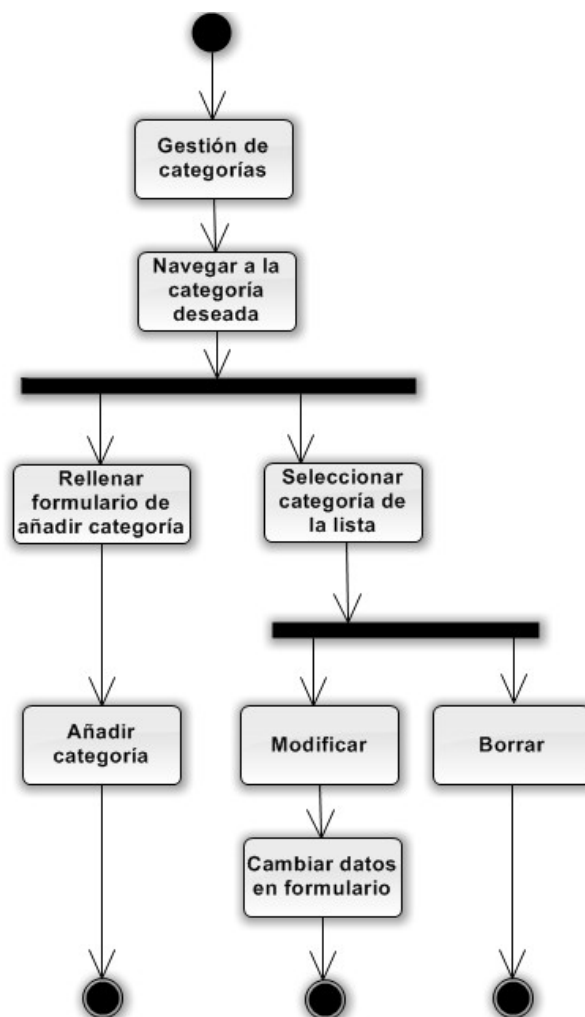 Gestión de
categorías
Navegar a la
categoría
deseada
Rellenar
formulario de
añadir categoría
Seleccionar
categoría de
la lista
Añadir
categoría
Modificar
Borrar
Cambiar datos
en formulario